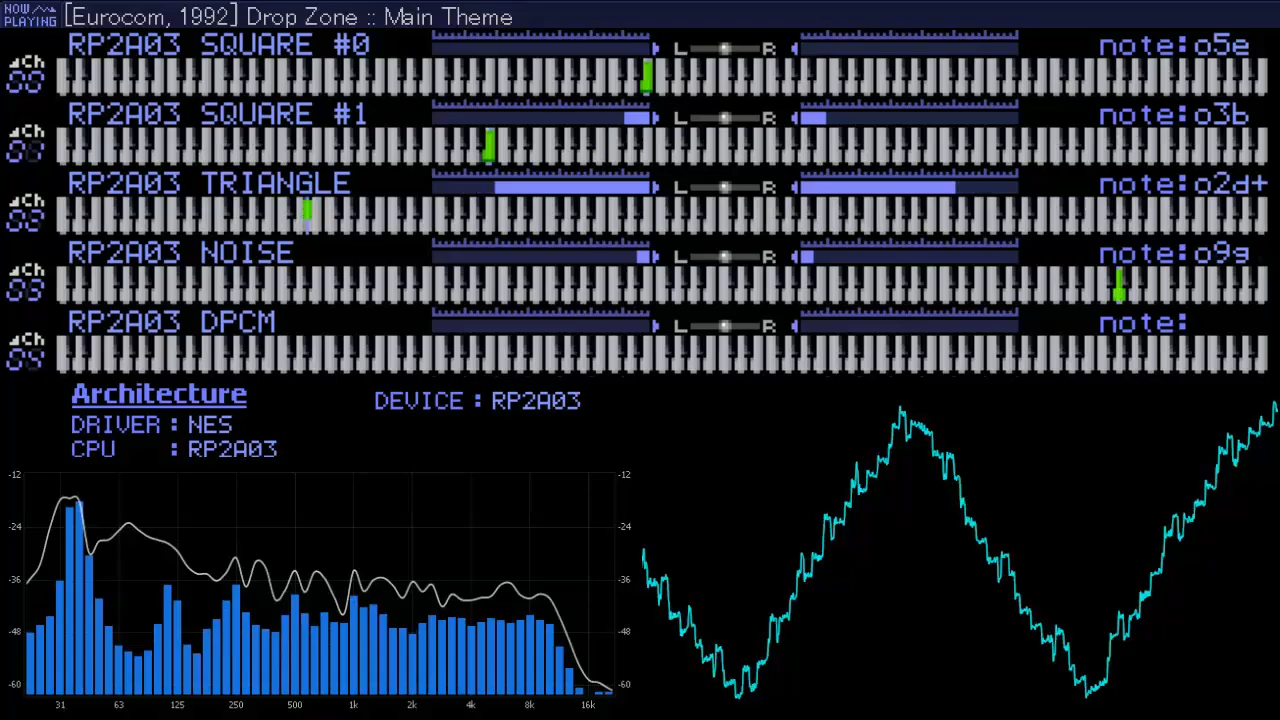 NOW PLAYING [Eurocom, 1992] Drop Zone :: Main Theme
RP2A03 SQUARE #0 L R note:o5e
Ch 00
RP2A03 SQUARE #1 L R note:o3b
Ch 01
RP2A03 TRIANGLE L R note:o2d+
Ch 02
RP2A03 NOISE L R note:o9g
Ch 03
RP2A03 DPCM L R note:
Ch 04
Architecture
DEVICE : RP2A03
DRIVER : NES
CPU : RP2A03
-12 -12
-24 -24
-36 -36
-48 -48
-60 -60
31 63 125 250 500 1k 2k 4k 8k 16k